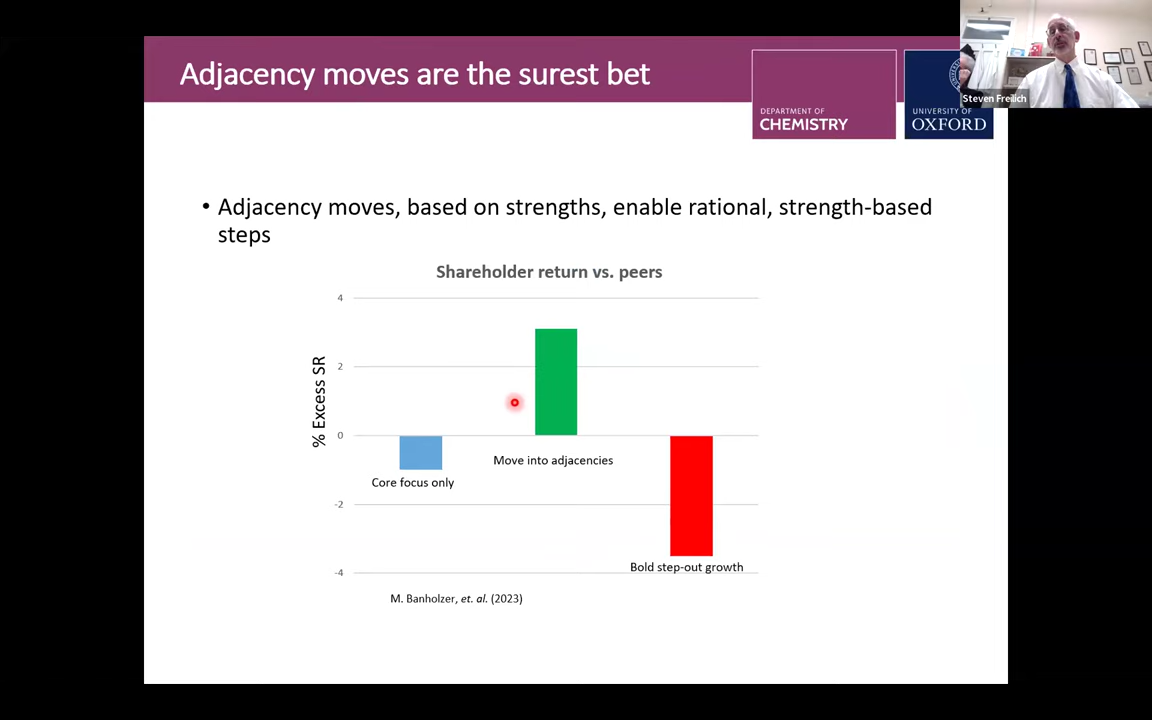 Adjacency moves are the surest bet
DEPARTMENT OF
CHEMISTRY
UNIVERSITY OF
OXFORD
Steven Freilich
• Adjacency moves, based on strengths, enable rational, strength-based
steps
Shareholder return vs. peers
% Excess SR
4
2
0
-2
-4
Core focus only
Move into adjacencies
Bold step-out growth
M. Banholzer, et. al. (2023)